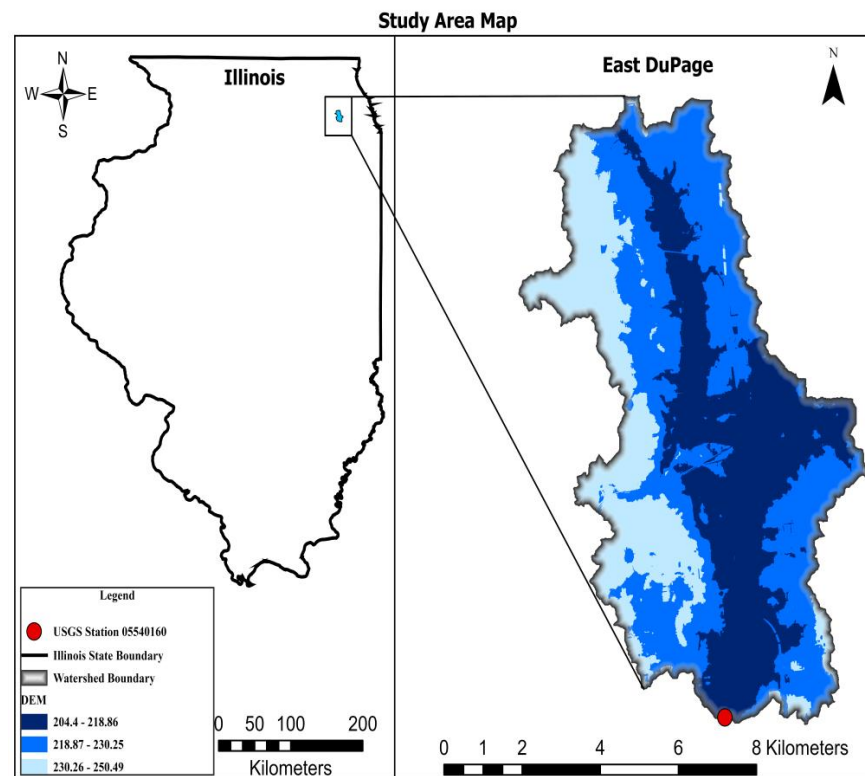 Study Area Map
N
W E
S
Illinois
East DuPage
N
Legend
USGS Station 05540160
Illinois State Boundary
Watershed Boundary
DEM
204.4 - 218.86
218.87 - 230.25
230.26 - 250.49
0 50 100 200
Kilometers
0 1 2 4 6 8 Kilometers